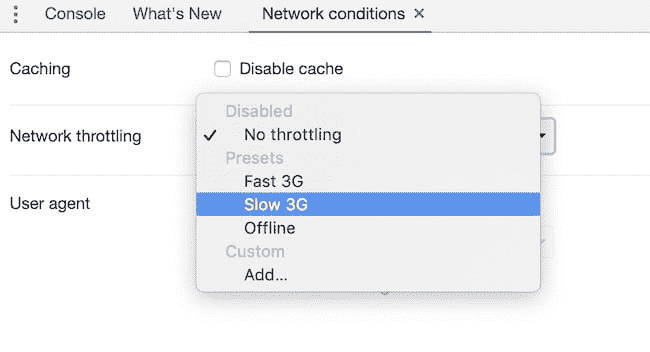 Console What's New Network conditions ×
Caching Disable cache
Disabled
Network throttling ✓ No throttling
Presets
Fast 3G
User agent Slow 3G
Offline
Custom
Add...